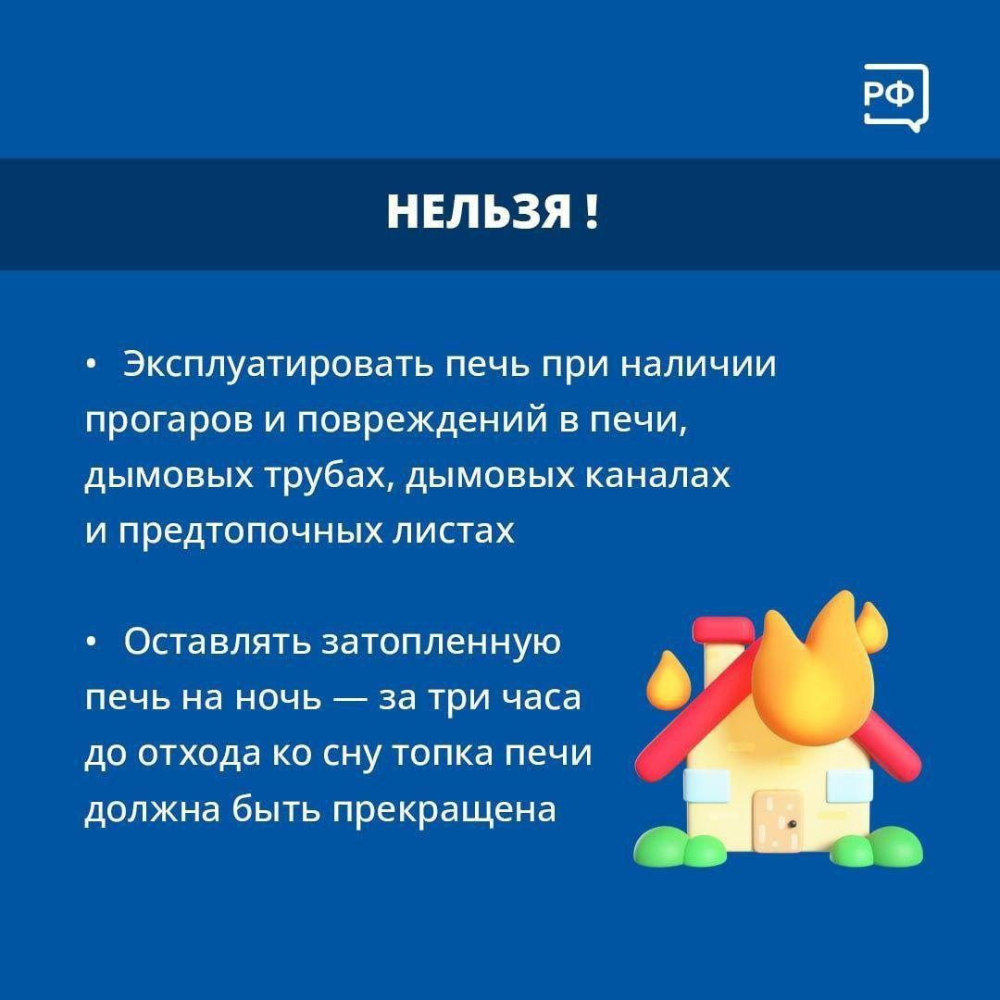 РФ
НЕЛЬЗЯ !
• Эксплуатировать печь при наличии
прогаров и повреждений в печи,
дымовых трубах, дымовых каналах
и предтопочных листах
• Оставлять затопленную
печь на ночь — за три часа
до отхода ко сну топка печи
должна быть прекращена